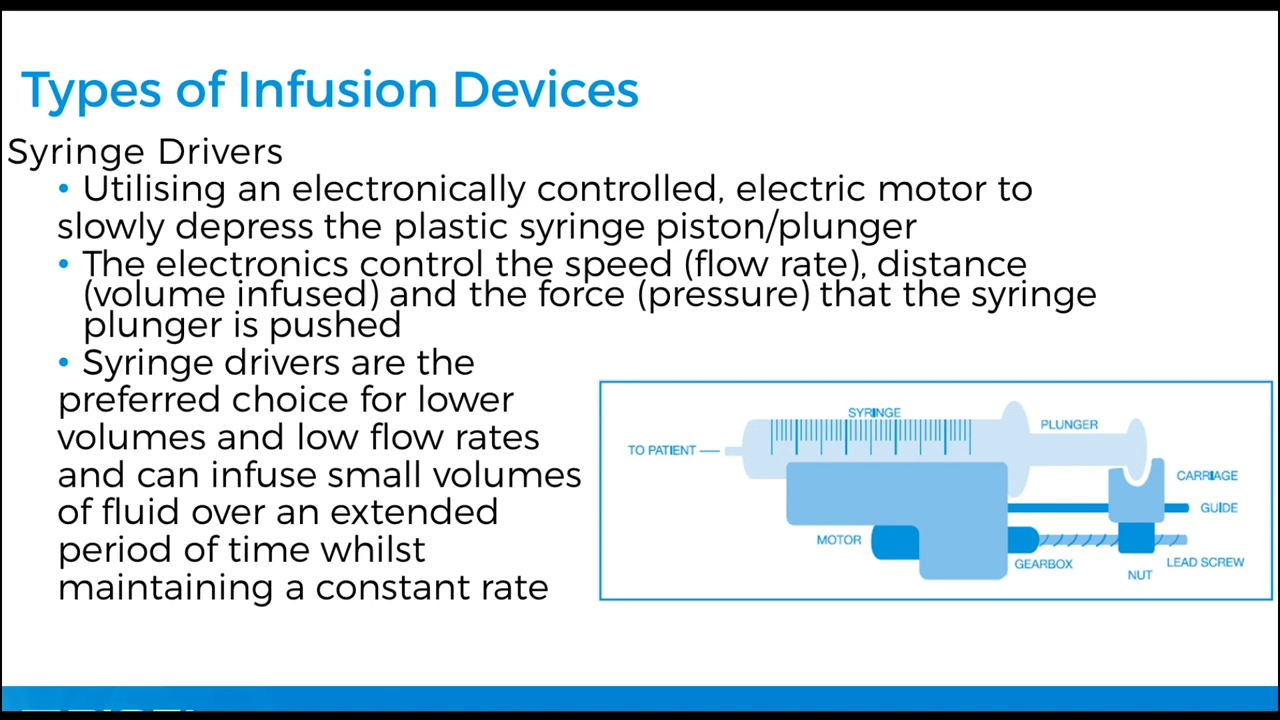 Types of Infusion Devices
Syringe Drivers
• Utilising an electronically controlled, electric motor to
slowly depress the plastic syringe piston/plunger
• The electronics control the speed (flow rate), distance
(volume infused) and the force (pressure) that the syringe
plunger is pushed
• Syringe drivers are the
preferred choice for lower
volumes and low flow rates
and can infuse small volumes
of fluid over an extended
period of time whilst
maintaining a constant rate
SYRINGE
PLUNGER
TO PATIENT
CARRIAGE
GUIDE
MOTOR
GEARBOX
LEAD SCREW
NUT